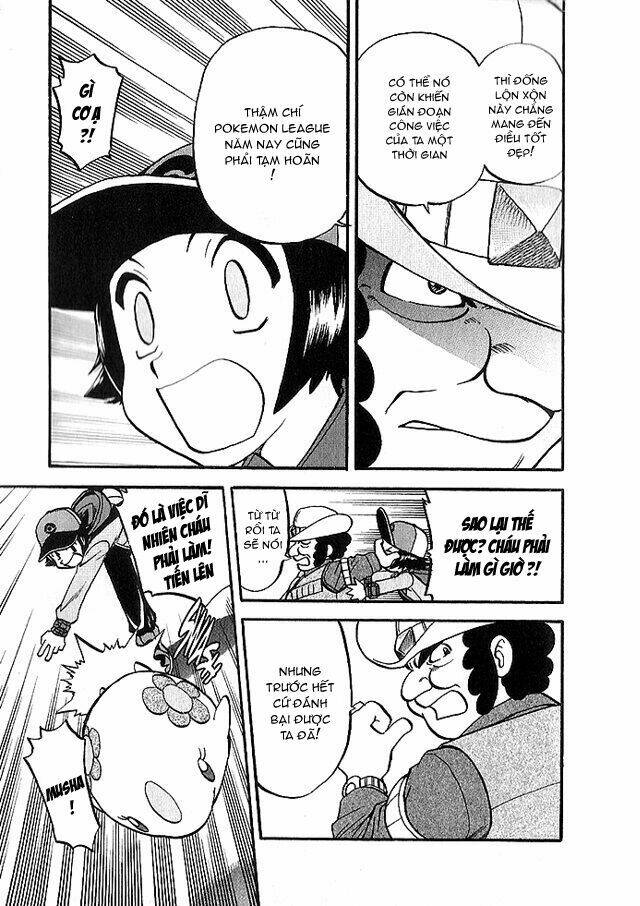 THÌ ĐỐNG
LỘN XỘN
NÀY CHẲNG
MANG ĐẾN
ĐIỀU TỐT
ĐẸP!
CÓ THỂ NÓ
CÒN KHIẾN
GIÁN ĐOẠN
CÔNG VIỆC
CỦA TA MỘT
THỜI GIAN
THẬM CHÍ
POKEMON LEAGUE
NĂM NAY CŨNG
PHẢI TẠM HOÃN
!
GÌ
CƠ Ạ
?!
SAO LẠI THẾ
ĐƯỢC? CHÁU PHẢI
LÀM GÌ GIỜ ?!
TỪ TỪ
RỒI TA
SẼ NÓI
...
NHƯNG
TRƯỚC HẾT
CỨ ĐÁNH
BẠI ĐƯỢC
TA ĐÃ!
ĐÓ LÀ VIỆC DĨ
NHIÊN CHÁU
PHẢI LÀM!
TIẾN LÊN
MUSHA
!